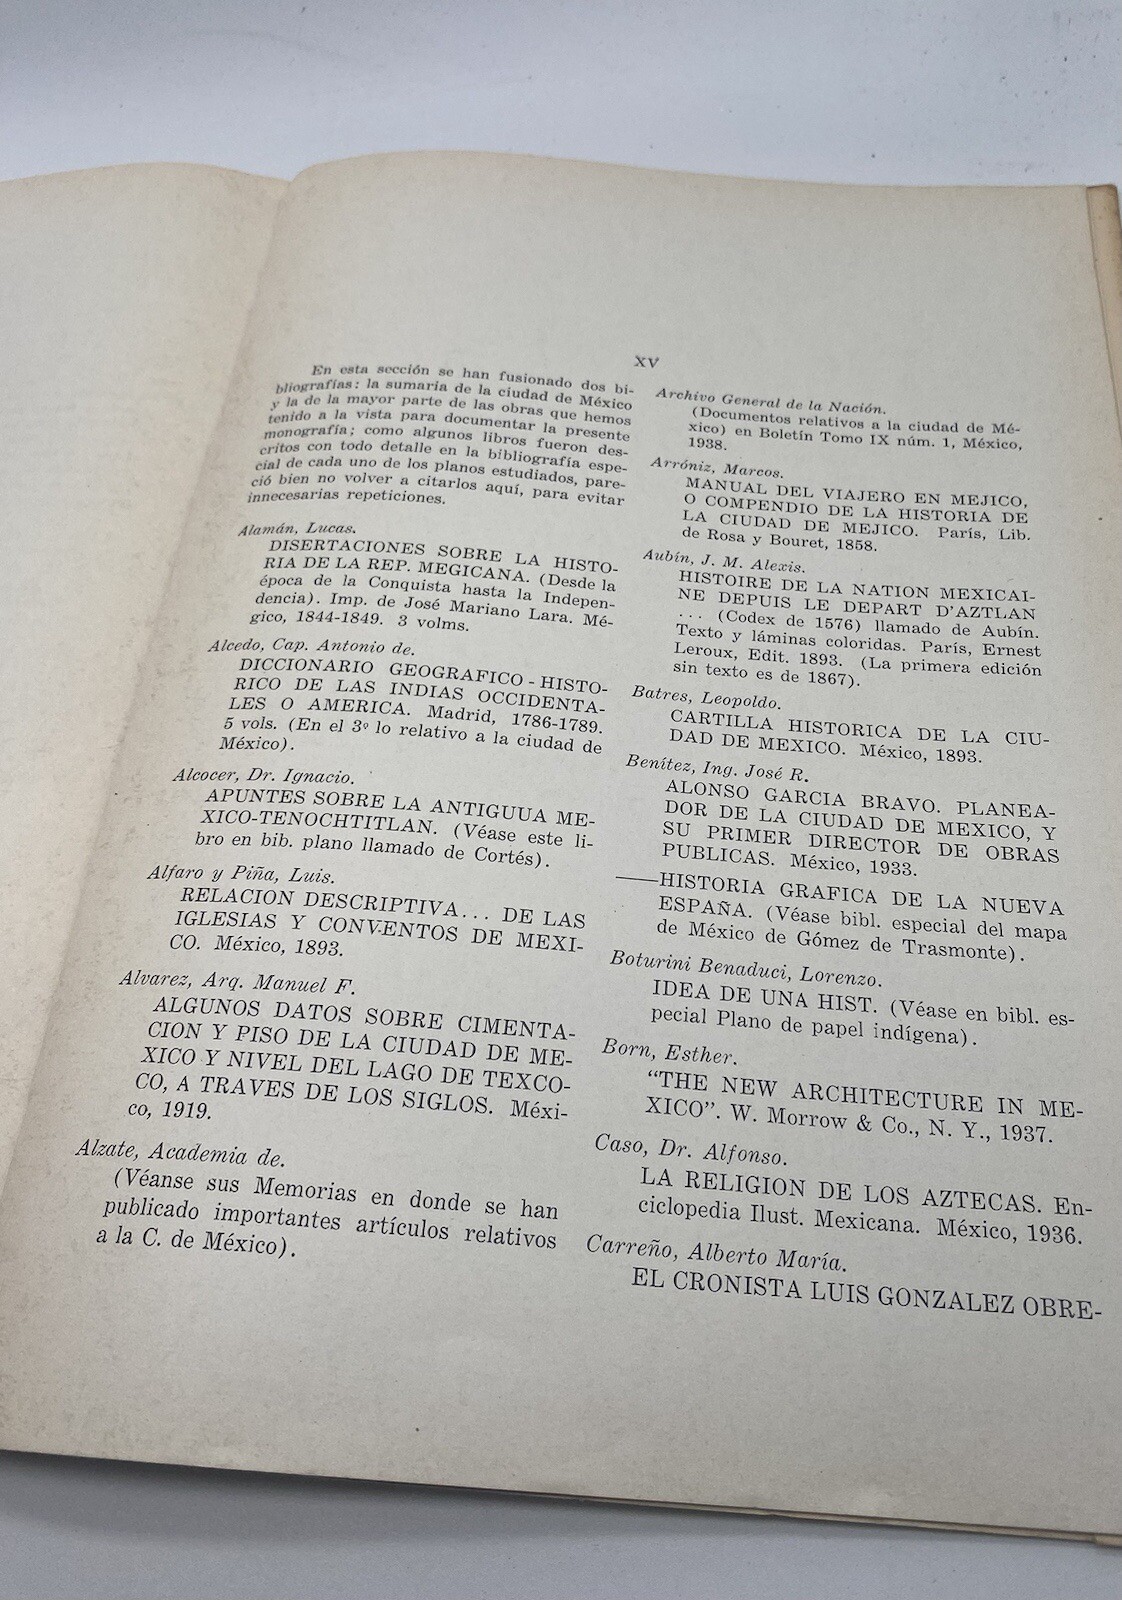 XV
En esta sección se han fusionado dos bi-
bliografías: la sumaria de la ciudad de México
y la de la mayor parte de las obras que hemos
tenido a la vista para documentar la presente
monografía; como algunos libros fueron des-
critos con todo detalle en la bibliografía espe-
cial de cada uno de los planos estudiados, pare-
ció bien no volver a citarlos aquí, para evitar
innecesarias repeticiones.
Alamán, Lucas.
DISERTACIONES SOBRE LA HISTO-
RIA DE LA REP. MEGICANA. (Desde la
época de la Conquista hasta la Indepen-
dencia). Imp. de José Mariano Lara. Mé-
gico, 1844-1849. 3 volms.
Alcedo, Cap. Antonio de.
DICCIONARIO GEOGRAFICO-HISTO-
RICO DE LAS INDIAS OCCIDENTA-
LES O AMERICA. Madrid, 1786-1789.
5 vols. (En el 3º lo relativo a la ciudad de
México).
Alcocer, Dr. Ignacio.
APUNTES SOBRE LA ANTIGUUA ME-
XICO-TENOCHTITLAN. (Véase este li-
bro en bib. plano llamado de Cortés).
Alfaro y Piña, Luis.
RELACION DESCRIPTIVA... DE LAS
IGLESIAS Y CONVENTOS DE MEXI-
CO. México, 1893.
Alvarez, Arq. Manuel F.
ALGUNOS DATOS SOBRE CIMENTA-
CION Y PISO DE LA CIUDAD DE ME-
XICO Y NIVEL DEL LAGO DE TEXCO-
CO, A TRAVES DE LOS SIGLOS. Méxi-
co, 1919.
Alzate, Academia de.
(Véanse sus Memorias en donde se han
publicado importantes artículos relativos
a la C. de México).
Archivo General de la Nación.
(Documentos relativos a la ciudad de Mé-
xico) en Boletín Tomo IX núm. 1, México,
1938.
Arróniz, Marcos.
MANUAL DEL VIAJERO EN MEJICO,
O COMPENDIO DE LA HISTORIA DE
LA CIUDAD DE MEJICO. París, Lib.
de Rosa y Bouret, 1858.
Aubín, J. M. Alexis.
HISTOIRE DE LA NATION MEXICAI-
NE DEPUIS LE DEPART D'AZTLAN
... (Codex de 1576) llamado de Aubín.
Texto y láminas coloridas. París, Ernest
Leroux, Edit. 1893. (La primera edición
sin texto es de 1867).
Batres, Leopoldo.
CARTILLA HISTORICA DE LA CIU-
DAD DE MEXICO. México, 1893.
Benítez, Ing. José R.
ALONSO GARCIA BRAVO. PLANEA-
DOR DE LA CIUDAD DE MEXICO, Y
SU PRIMER DIRECTOR DE OBRAS
PUBLICAS. México, 1933.
——HISTORIA GRAFICA DE LA NUEVA
ESPAÑA. (Véase bibl. especial del mapa
de México de Gómez de Trasmonte).
Boturini Benaduci, Lorenzo.
IDEA DE UNA HIST. (Véase en bibl. es-
pecial Plano de papel indígena).
Born, Esther.
"THE NEW ARCHITECTURE IN ME-
XICO". W. Morrow & Co., N. Y., 1937.
Caso, Dr. Alfonso.
LA RELIGION DE LOS AZTECAS. En-
ciclopedia Ilust. Mexicana. México, 1936.
Carreño, Alberto María.
EL CRONISTA LUIS GONZALEZ OBRE-